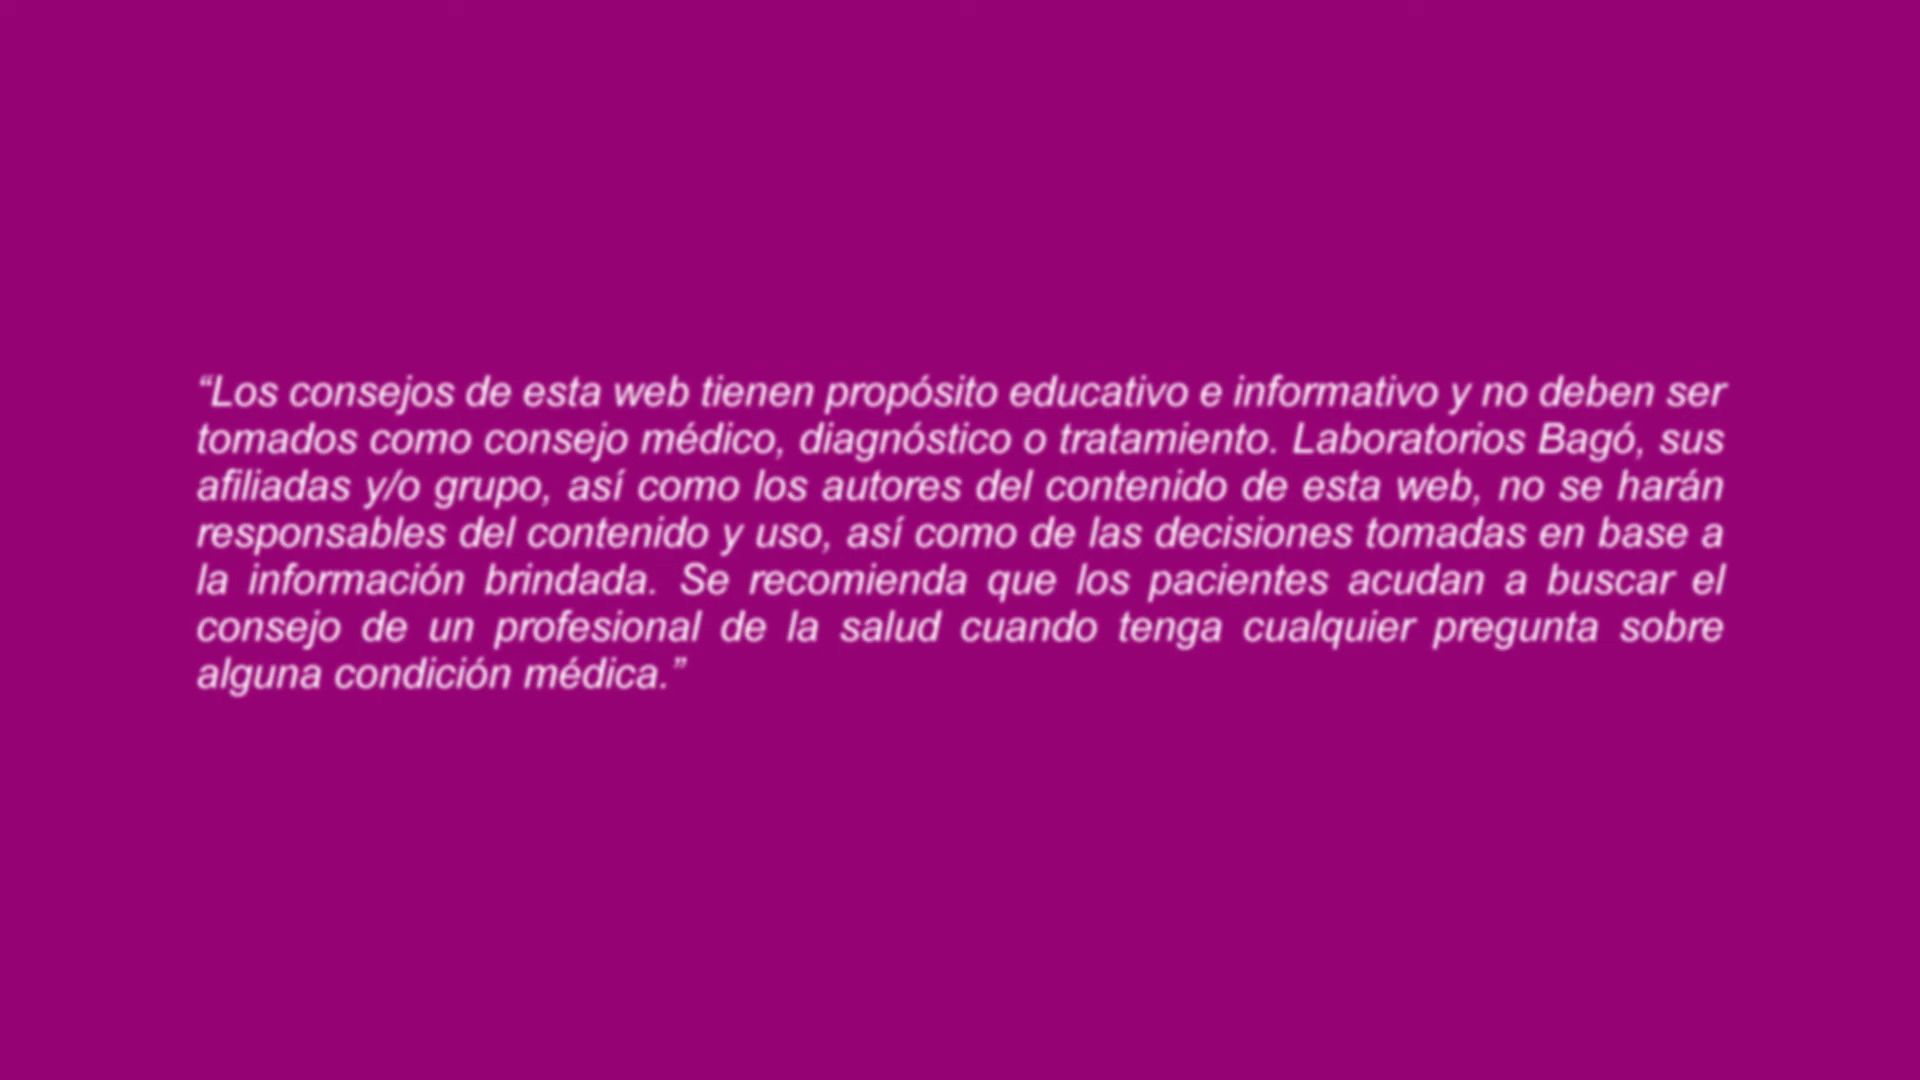 “Los consejos de esta web tienen propósito educativo e informativo y no deben ser
tomados como consejo médico, diagnóstico o tratamiento. Laboratorios Bagó, sus
afiliadas y/o grupo, así como los autores del contenido de esta web, no se harán
responsables del contenido y uso, así como de las decisiones tomadas en base a
la información brindada. Se recomienda que los pacientes acudan a buscar el
consejo de un profesional de la salud cuando tenga cualquier pregunta sobre
alguna condición médica.”